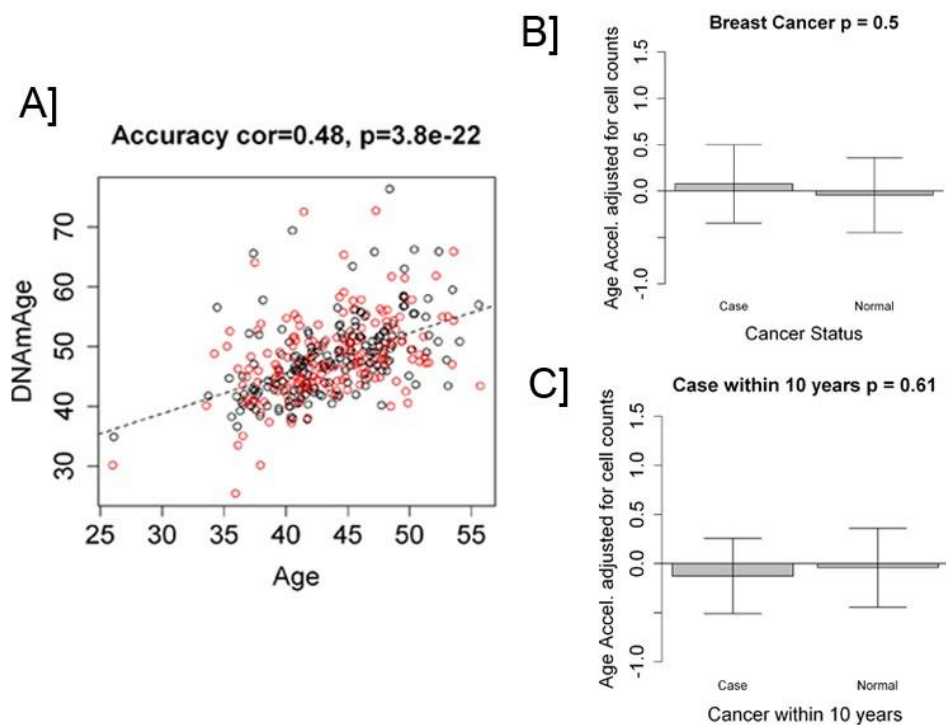 A]
Accuracy cor=0.48, p=3.8e-22
DNAmAge
70
60
50
40
30
25 30 35 40 45 50 55
Age
B]
Breast Cancer p = 0.5
Age Accel. adjusted for cell counts
1.5
1.0
0.5
0.0
-1.0
Case Normal
Cancer Status
C]
Case within 10 years p = 0.61
Age Accel. adjusted for cell counts
1.5
1.0
0.5
0.0
-1.0
Case Normal
Cancer within 10 years